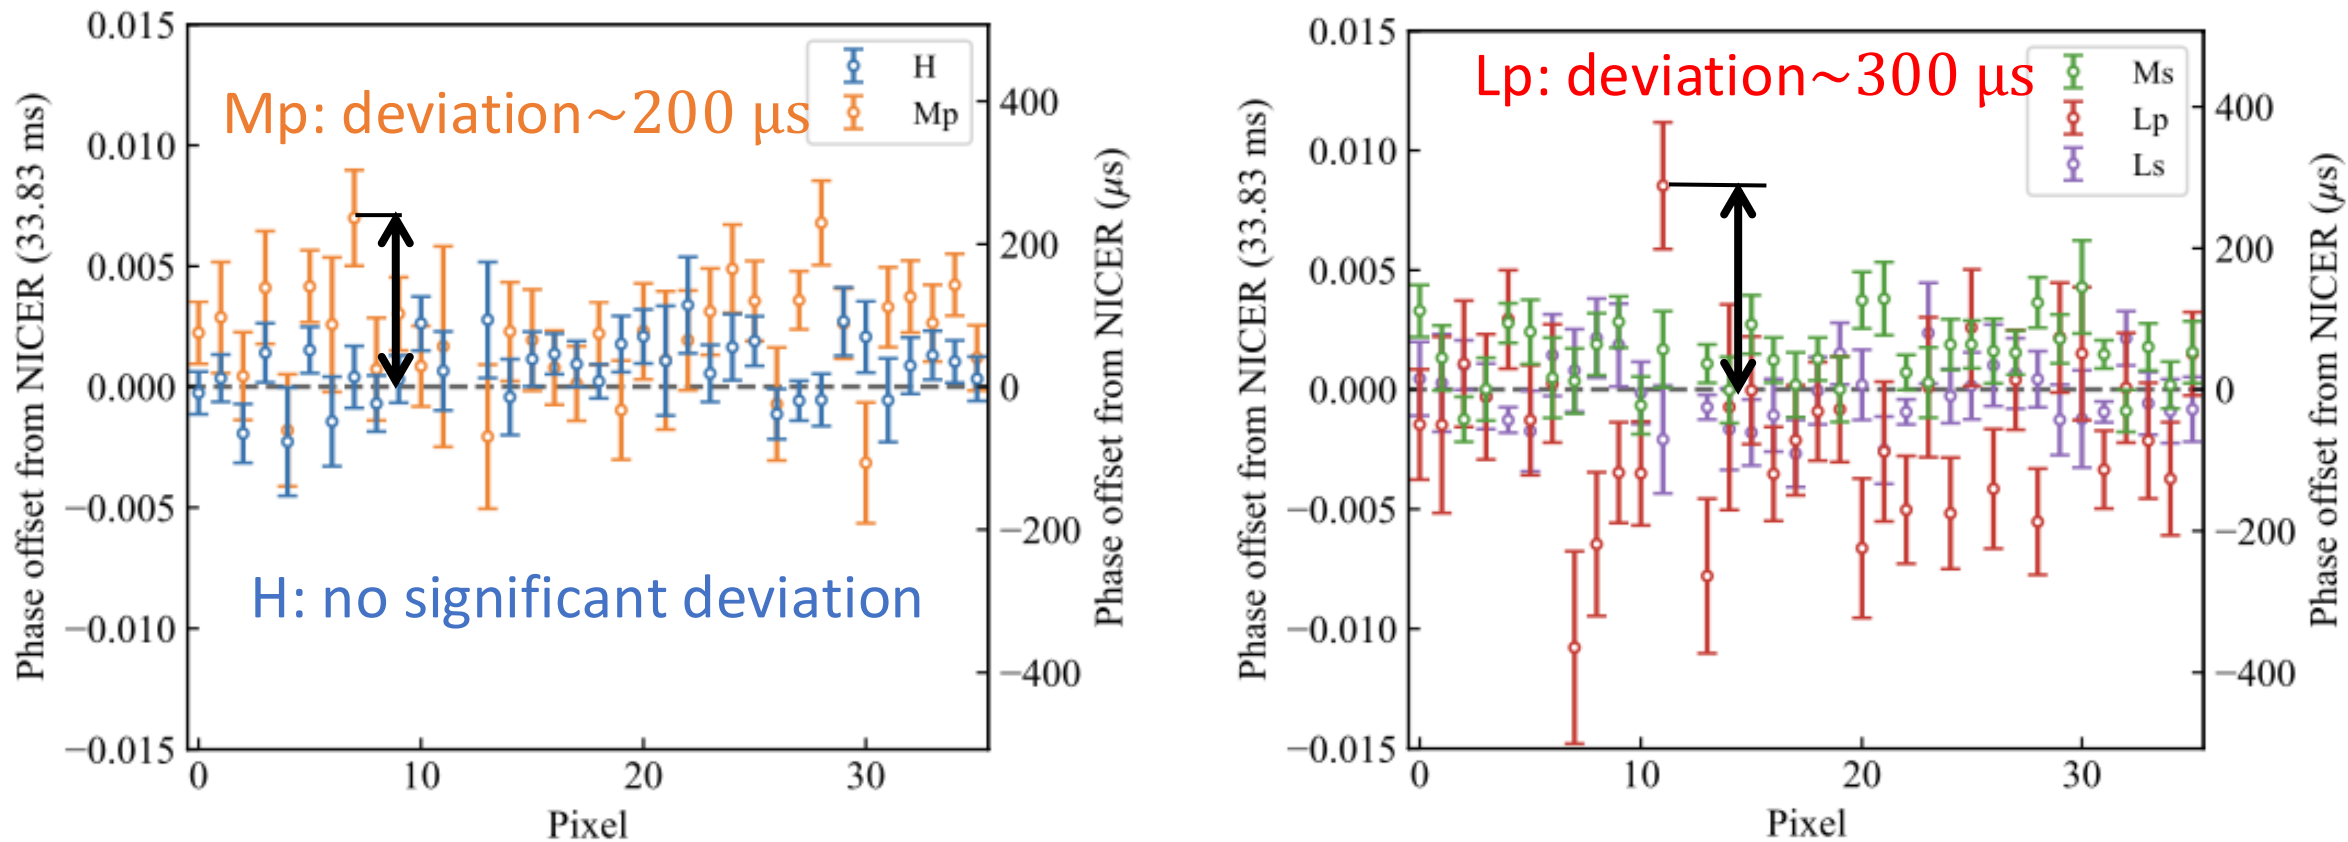 0.015
0.010
0.005
0.000
−0.005
−0.010
−0.015
Phase offset from NICER (33.83 ms)
H
Mp
Mp: deviation~200 μs
H: no significant deviation
400
200
0
−200
−400
Phase offset from NICER (μs)
0 10 20 30
Pixel
0.015
0.010
0.005
0.000
−0.005
−0.010
−0.015
Phase offset from NICER (33.83 ms)
Lp: deviation~300 μs
Ms
Lp
Ls
400
200
0
−200
−400
Phase offset from NICER (μs)
0 10 20 30
Pixel